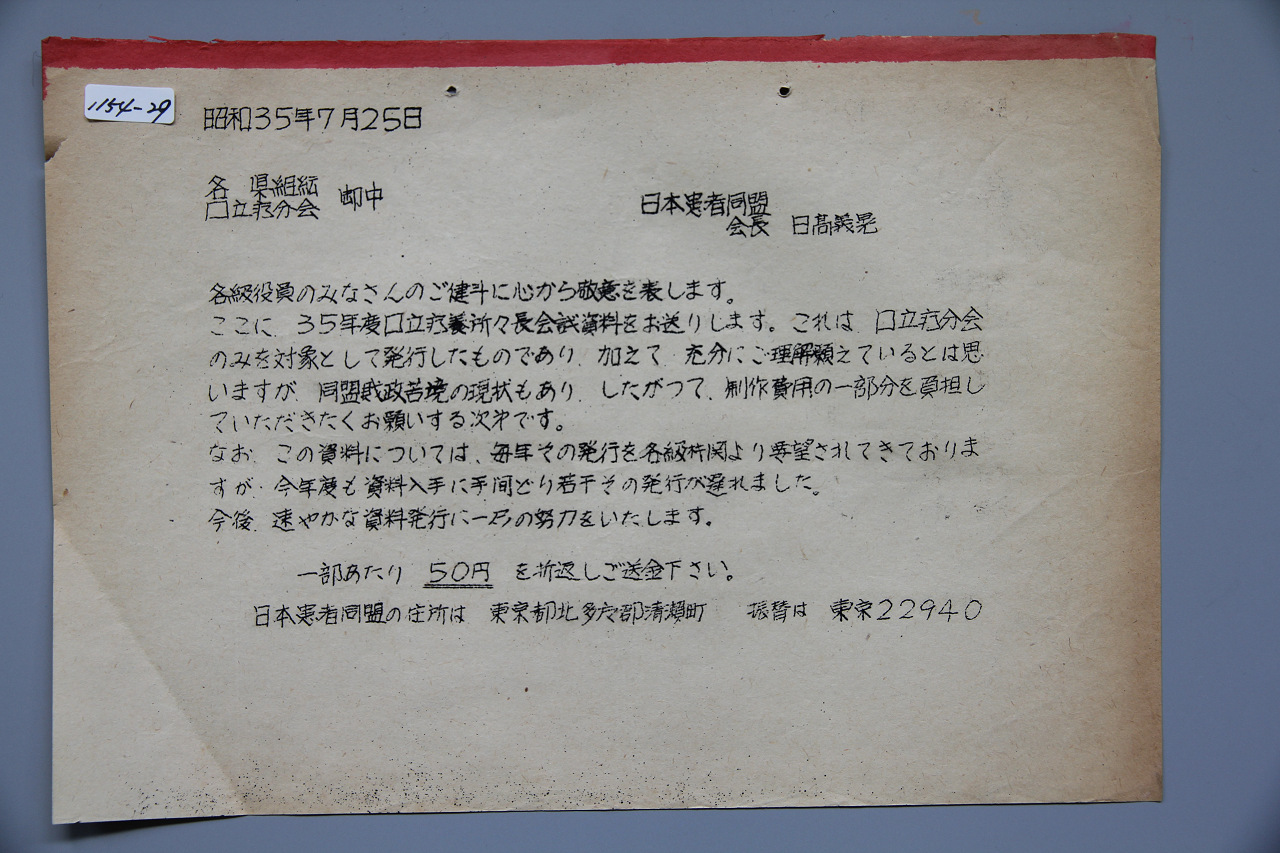 1154-29
昭和35年7月25日
各 県組織
口立疗分会 御中
日本患者同盟
会長 日高義晃
各級役員のみなさんのご健斗に心から敬意を表します。
ここに、35年度口立疗養所々長会議資料をお送りします。これは、口立疗分会
のみを対象として発行したものであり、加えて、充分にご理解願えているとは思
いますが、同盟財政苦境の現状もあり、したがつて、制作費用の一部分を負担し
ていただきたくお願いする次第です。
なお、この資料については、毎年その発行を各級機関より要望されてきておりま
すが、今年度も資料入手に手間どり若干その発行が遅れました。
今後、速やかな資料発行に一段の努力をいたします。
一部あたり 50円 を折返しご送金下さい。
日本患者同盟の住所は 東京都北多摩郡清瀬町 振替は 東京22940